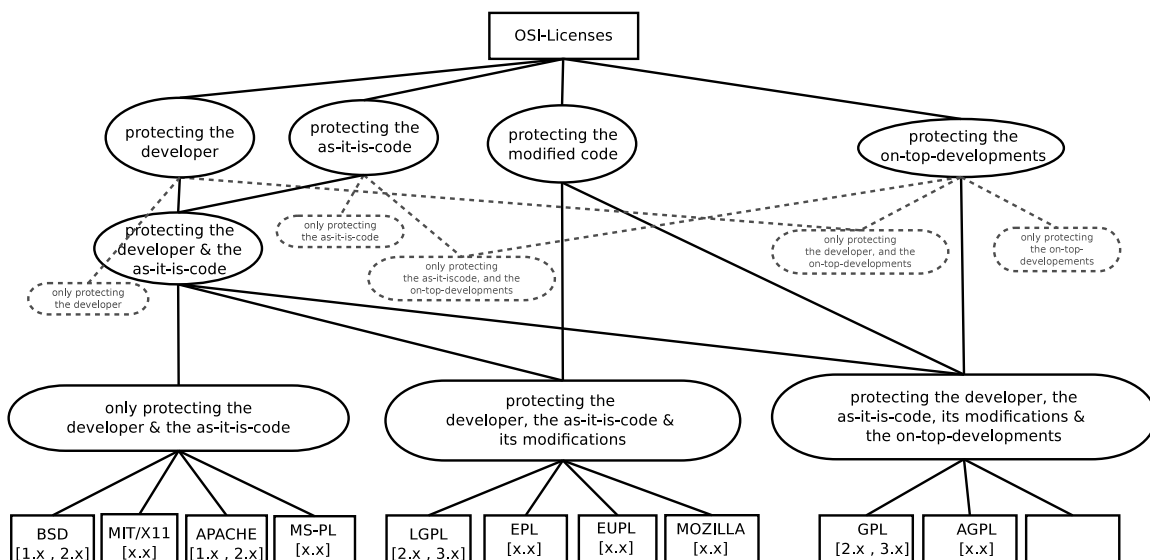 OSI-Licenses
protecting the
developer
protecting the
as-it-is-code
protecting the
modified code
protecting the
on-top-developments
only protecting
the as-it-is-code
protecting the
developer & the
as-it-is-code
only protecting
the as-it-iscode, and the
on-top-developments
only protecting
the developer, and the
on-top-developments
only protecting
the on-top-
developements
only protecting
the developer
only protecting the
developer & the as-it-is-code
protecting the
developer, the as-it-is-code &
its modifications
protecting the developer, the
as-it-is-code, its modifications &
the on-top-developments
BSD
[1.x , 2.x]
MIT/X11
[x.x]
APACHE
[1.x , 2.x]
MS-PL
[x.x]
LGPL
[2.x , 3.x]
EPL
[x.x]
EUPL
[x.x]
MOZILLA
[x.x]
GPL
[2.x , 3.x]
AGPL
[x.x]